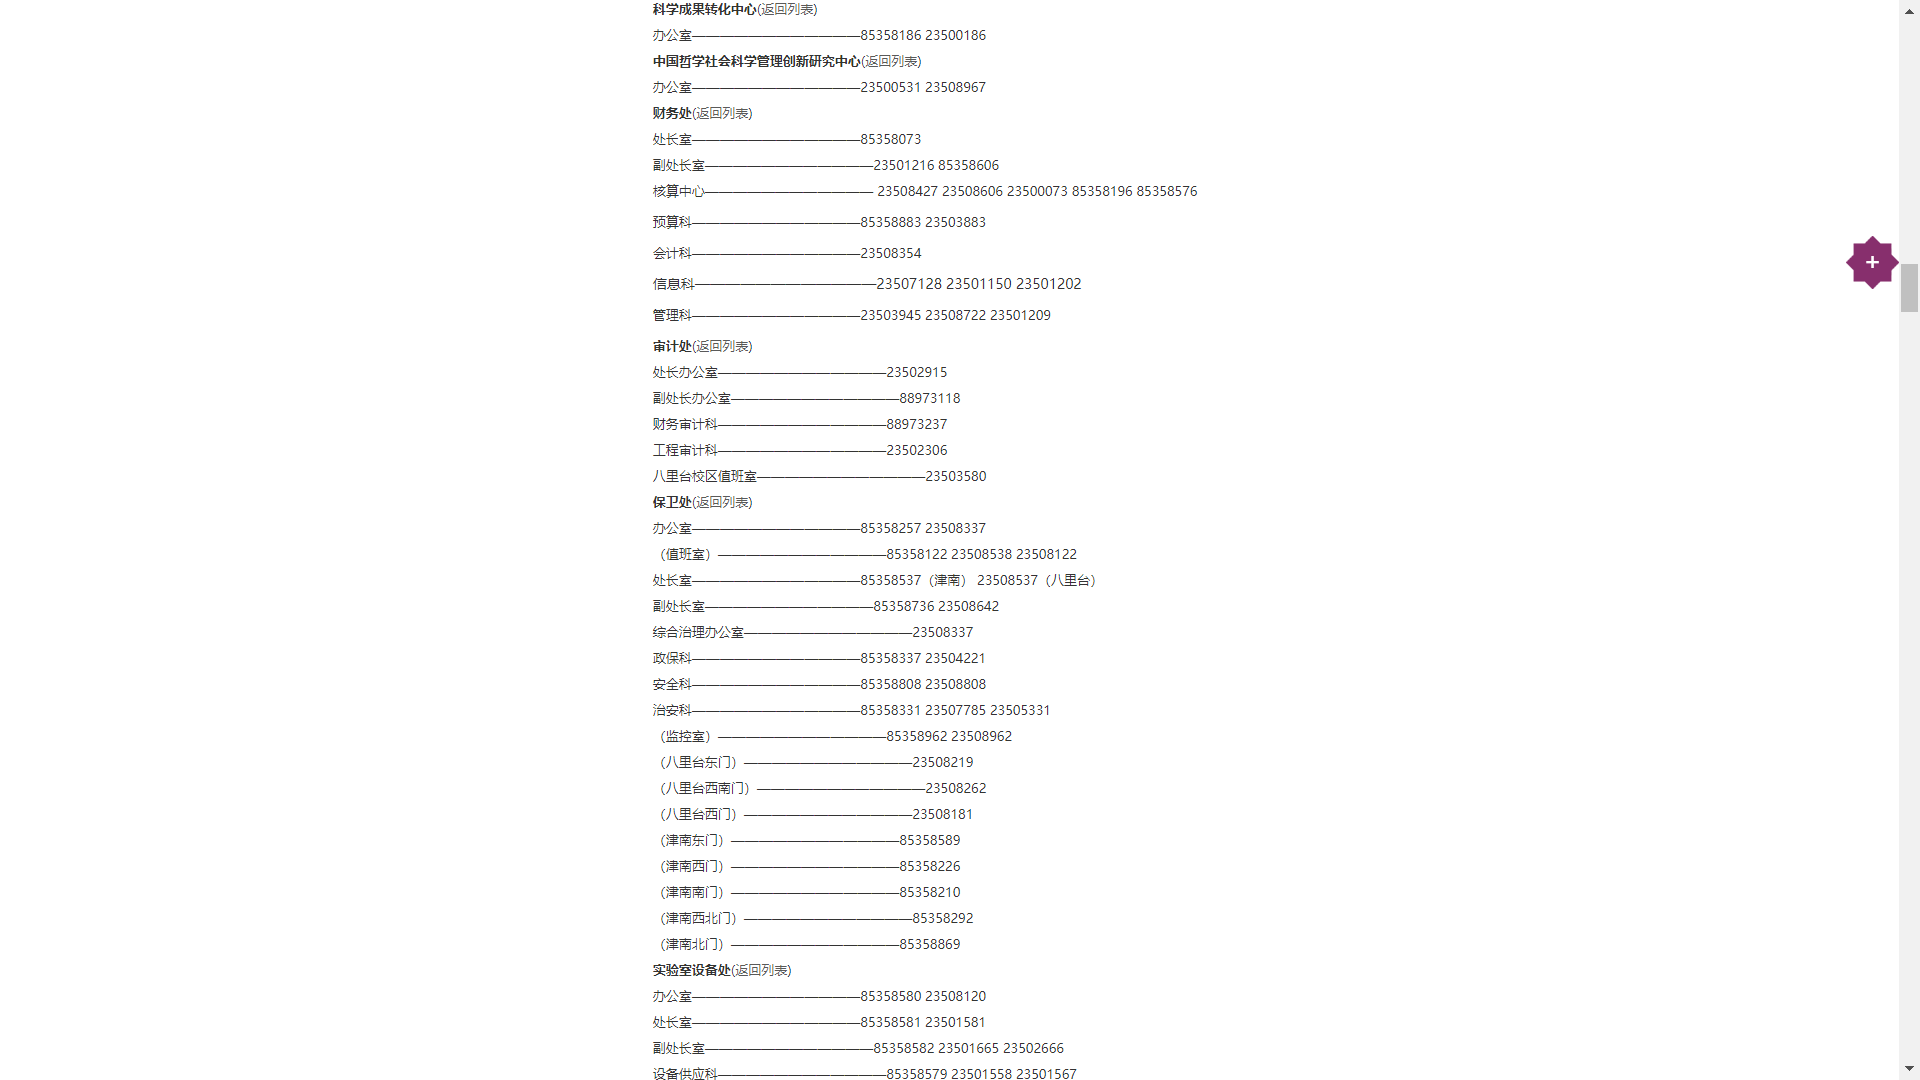 科学成果转化中心(返回列表)
办公室————————————85358186 23500186
中国哲学社会科学管理创新研究中心(返回列表)
办公室————————————23500531 23508967
财务处(返回列表)
处长室————————————85358073
副处长室————————————23501216 85358606
核算中心———————————— 23508427 23508606 23500073 85358196 85358576
预算科————————————85358883 23503883
会计科————————————23508354
信息科————————————23507128 23501150 23501202
管理科————————————23503945 23508722 23501209
审计处(返回列表)
处长办公室————————————23502915
副处长办公室————————————88973118
财务审计科————————————88973237
工程审计科————————————23502306
八里台校区值班室————————————23503580
保卫处(返回列表)
办公室————————————85358257 23508337
（值班室）————————————85358122 23508538 23508122
处长室————————————85358537（津南） 23508537（八里台）
副处长室————————————85358736 23508642
综合治理办公室————————————23508337
政保科————————————85358337 23504221
安全科————————————85358808 23508808
治安科————————————85358331 23507785 23505331
（监控室）————————————85358962 23508962
（八里台东门）————————————23508219
（八里台西南门）————————————23508262
（八里台西门）————————————23508181
（津南东门）————————————85358589
（津南西门）————————————85358226
（津南南门）————————————85358210
（津南西北门）————————————85358292
（津南北门）————————————85358869
实验室设备处(返回列表)
办公室————————————85358580 23508120
处长室————————————85358581 23501581
副处长室————————————85358582 23501665 23502666
设备供应科————————————85358579 23501558 23501567
+